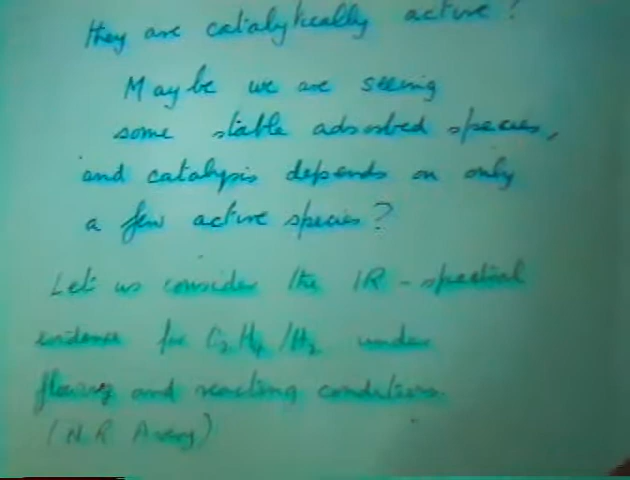 they are catalytically active?
Maybe we are seeing
some stable adsorbed species,
and catalysis depends on only
a few active species?
Let us consider the IR-spectral
evidence for C₂H₄/H₂ under
flowing and reacting conditions.
(N.R Avery)